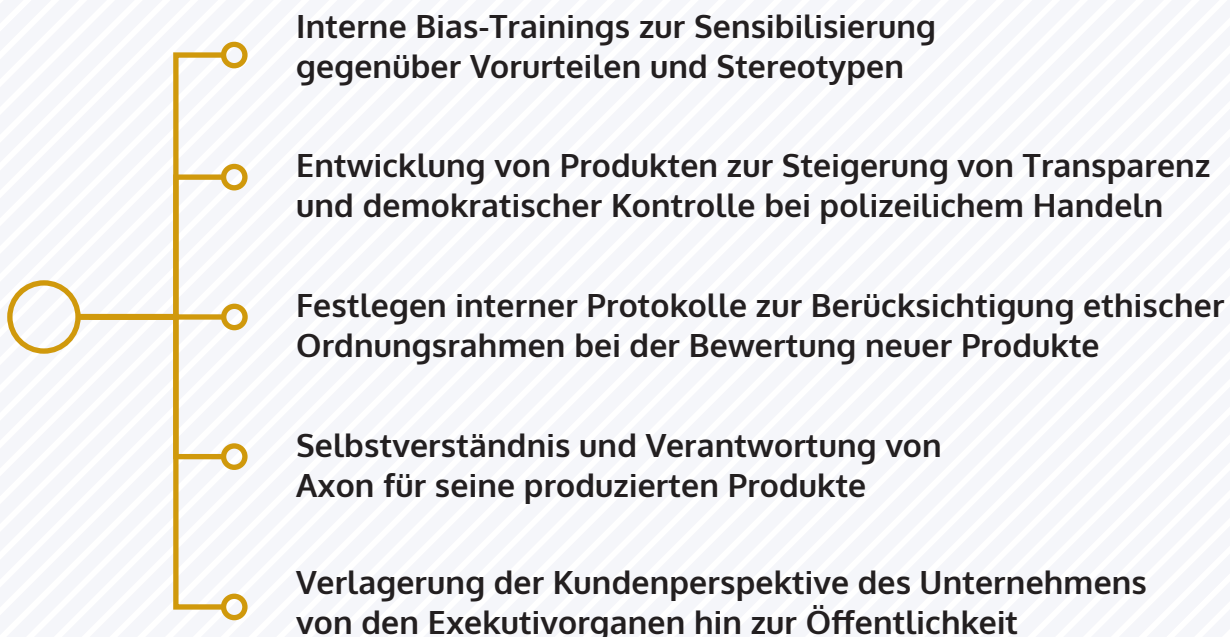 Interne Bias-Trainings zur Sensibilisierung
gegenüber Vorurteilen und Stereotypen
Entwicklung von Produkten zur Steigerung von Transparenz
und demokratischer Kontrolle bei polizeilichem Handeln
Festlegen interner Protokolle zur Berücksichtigung ethischer
Ordnungsrahmen bei der Bewertung neuer Produkte
Selbstverständnis und Verantwortung von
Axon für seine produzierten Produkte
Verlagerung der Kundenperspektive des Unternehmens
von den Exekutivorganen hin zur Öffentlichkeit